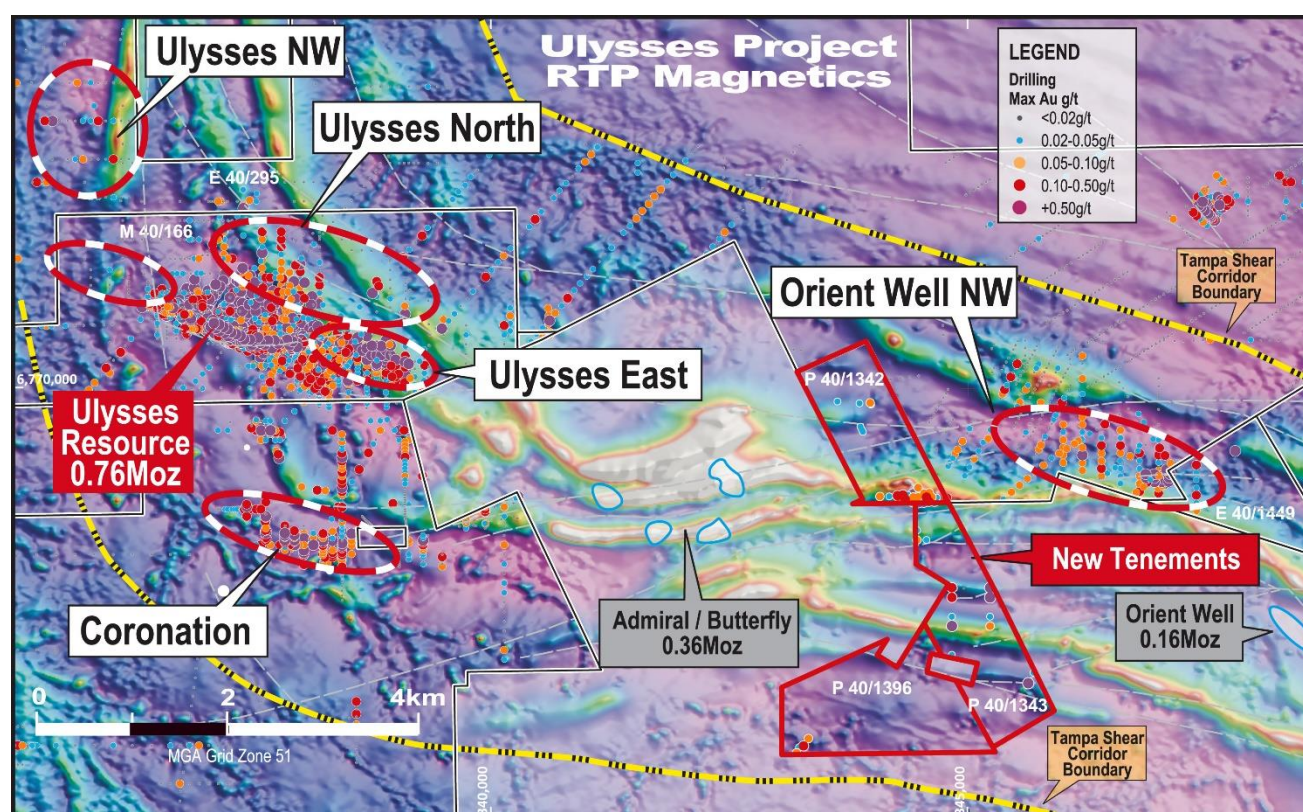 Ulysses Project
RTP Magnetics
LEGEND
Drilling
Max Au g/t
<0.02g/t
0.02-0.05g/t
0.05-0.10g/t
0.10-0.50g/t
+0.50g/t
Ulysses NW
Ulysses North
E 40/295
M 40/166
Tampa Shear
Corridor
Boundary
Orient Well NW
Ulysses East
6,770,000
P 40/1342
Ulysses
Resource
0.76Moz
E 40/1449
New Tenements
Coronation
Admiral / Butterfly
0.36Moz
Orient Well
0.16Moz
P 40/1396
P 40/1343
0 2 4km
MGA Grid Zone 51
Tampa Shear
Corridor
Boundary
340,000
345,000